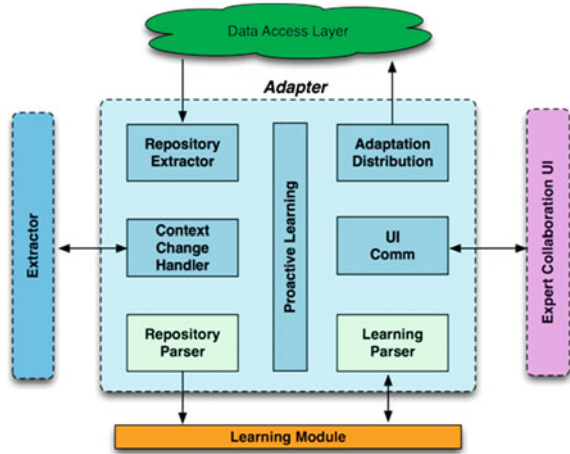 Data Access Layer
Adapter
Repository
Extractor
Adaptation
Distribution
Extractor
Context
Change
Handler
Proactive Learning
UI
Comm
Expert Collaboration UI
Repository
Parser
Learning
Parser
Learning Module